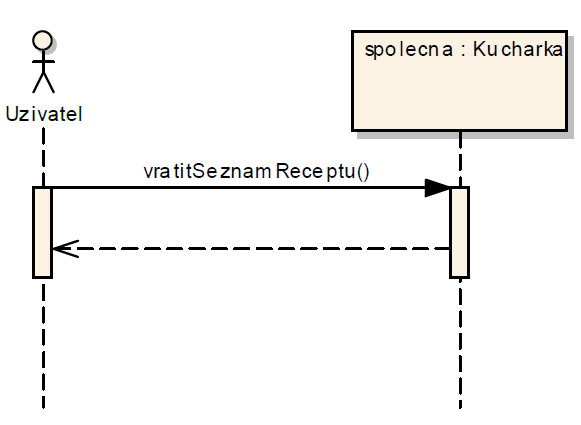 spolecna : Kucharka
Uzivatel
vratitSeznamReceptu()